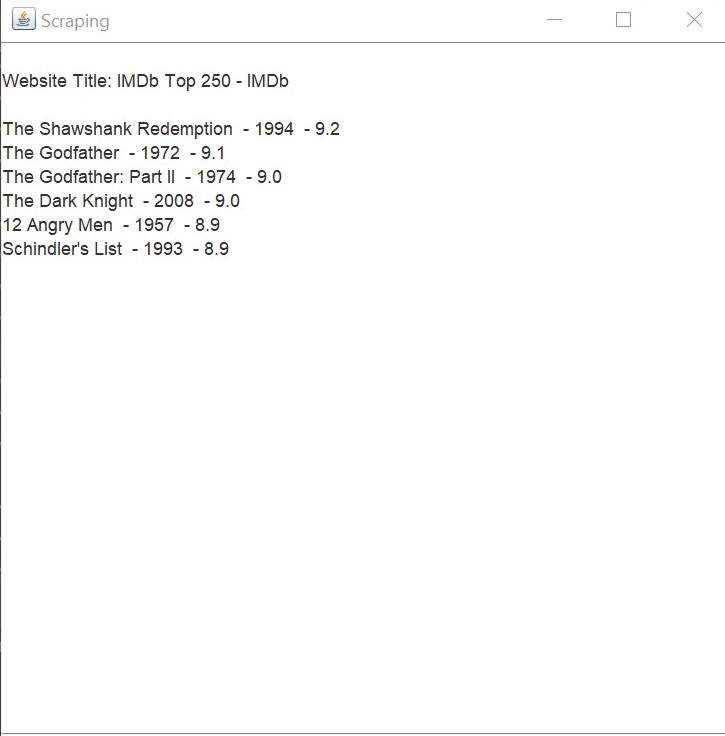 Scraping
Website Title: IMDb Top 250 - IMDb
The Shawshank Redemption  - 1994  - 9.2
The Godfather  - 1972  - 9.1
The Godfather: Part II  - 1974  - 9.0
The Dark Knight  - 2008  - 9.0
12 Angry Men  - 1957  - 8.9
Schindler's List  - 1993  - 8.9